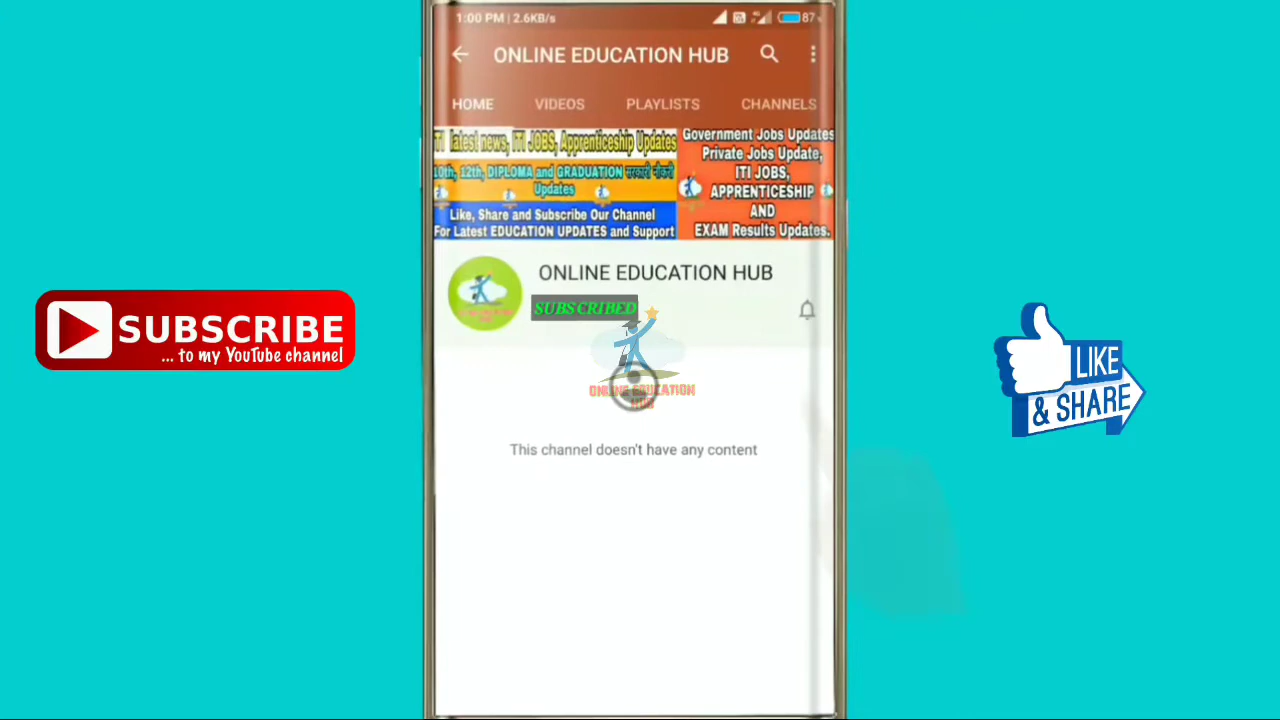 1:00 PM | 2.6KB/s
87
ONLINE EDUCATION HUB
HOME VIDEOS PLAYLISTS CHANNELS
ITI latest news, ITI JOBS, Apprenticeship Updates
10th, 12th, DIPLOMA and GRADUATION सरकारी नौकरी
Updates
Like, Share and Subscribe Our Channel
For Latest EDUCATION UPDATES and Support
Government Jobs Updates
Private Jobs Update,
ITI JOBS,
APPRENTICESHIP
AND
EXAM Results Updates.
ONLINE EDUCATION HUB
SUBSCRIBED
ONLINE EDUCATION
HUB
This channel doesn't have any content
SUBSCRIBE
... to my YouTube channel
LIKE
& SHARE